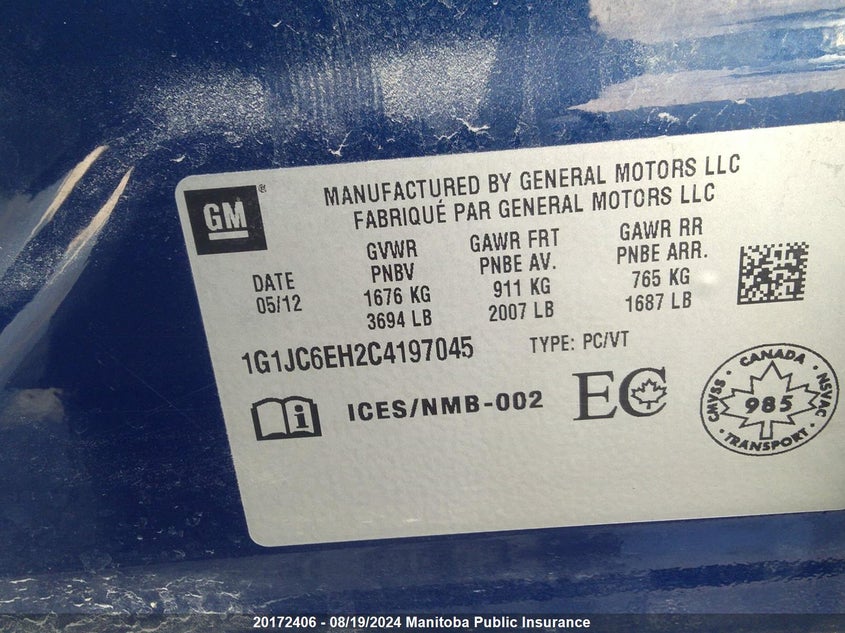 GM ®
MANUFACTURED BY GENERAL MOTORS LLC
FABRIQUÉ PAR GENERAL MOTORS LLC
DATE
05/12
GVWR
PNBV
1676 KG
3694 LB
GAWR FRT
PNBE AV.
911 KG
2007 LB
GAWR RR
PNBE ARR.
765 KG
1687 LB
1G1JC6EH2C4197045
TYPE: PC/VT
i
ICES/NMB-002
EC
CANADA
CMVSS
985
NSVAC
TRANSPORT
20172406 - 08/19/2024 Manitoba Public Insurance